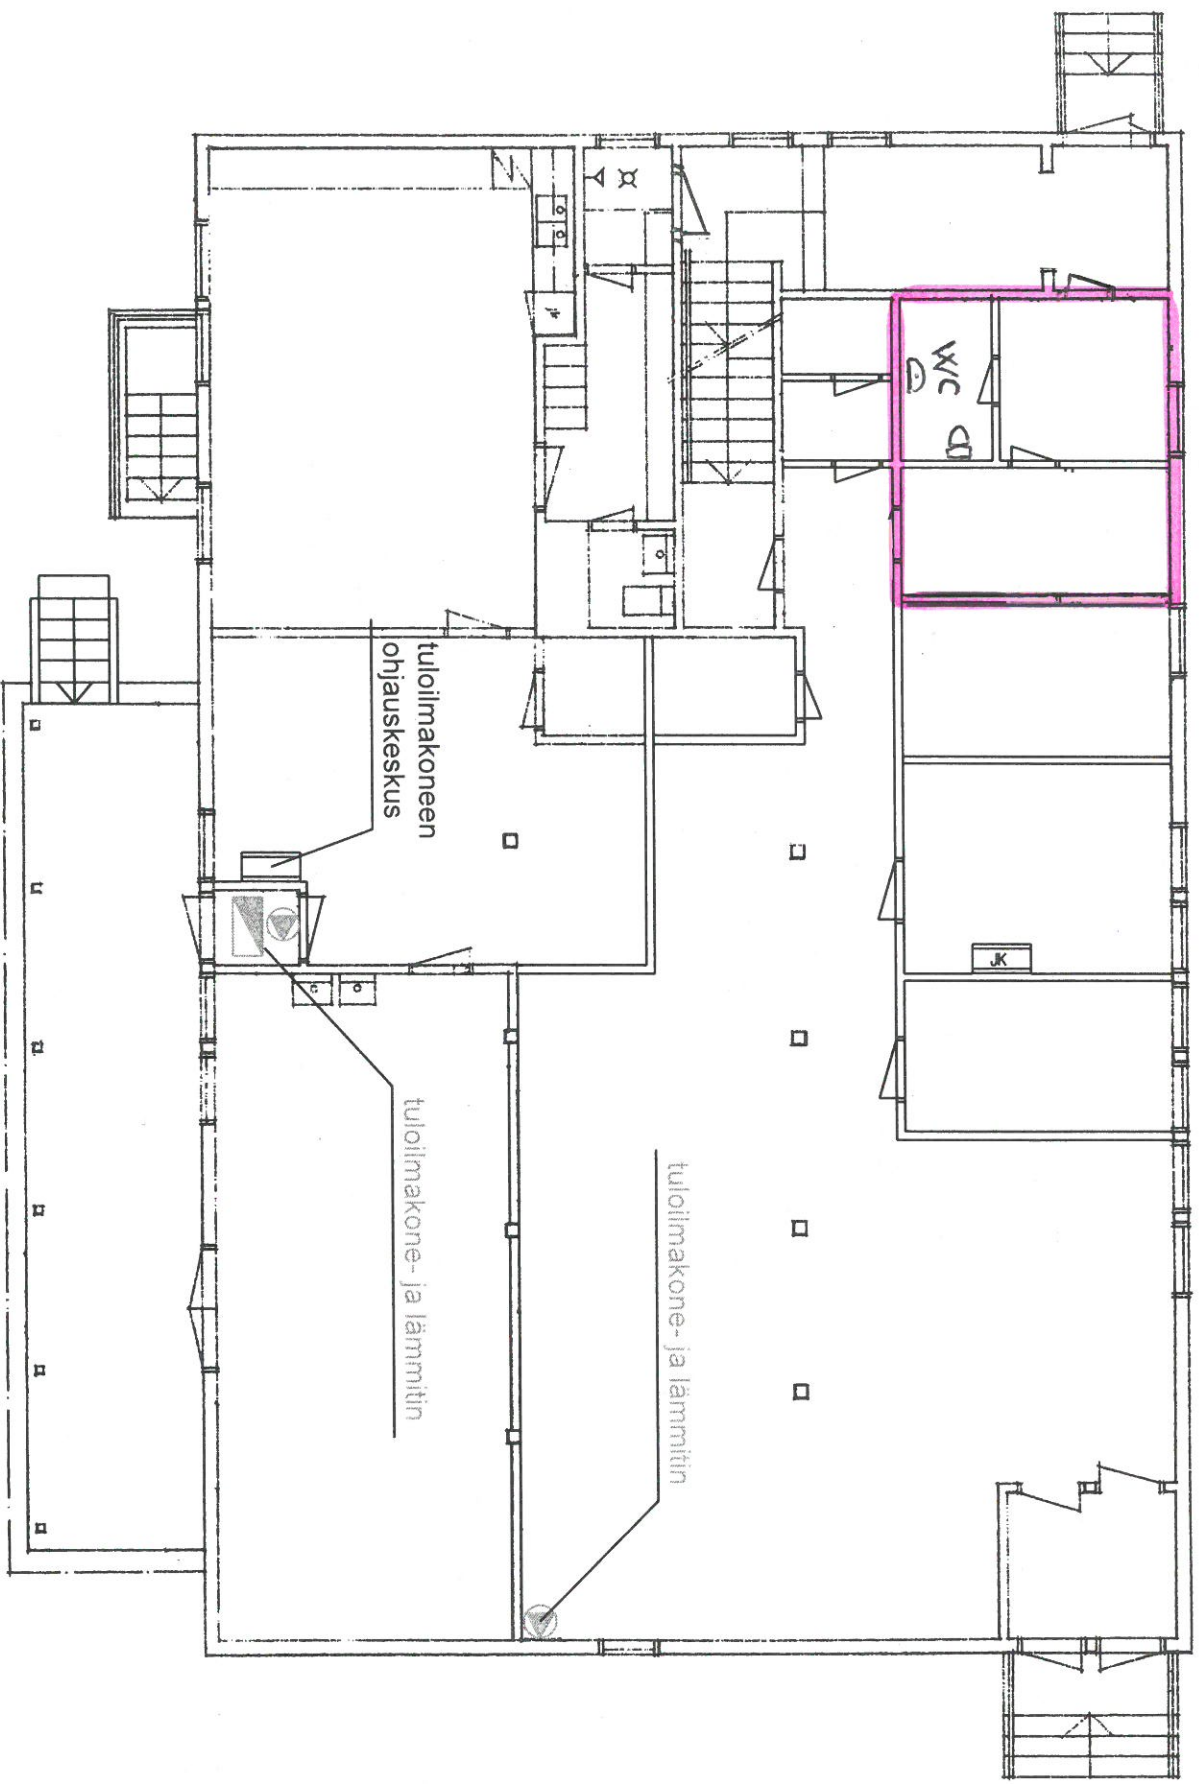 WC
tuloilmakoneen
ohjauskeskus
JK
tuloilmakone- ja lämmitin
tuloilmakone- ja lämmitin